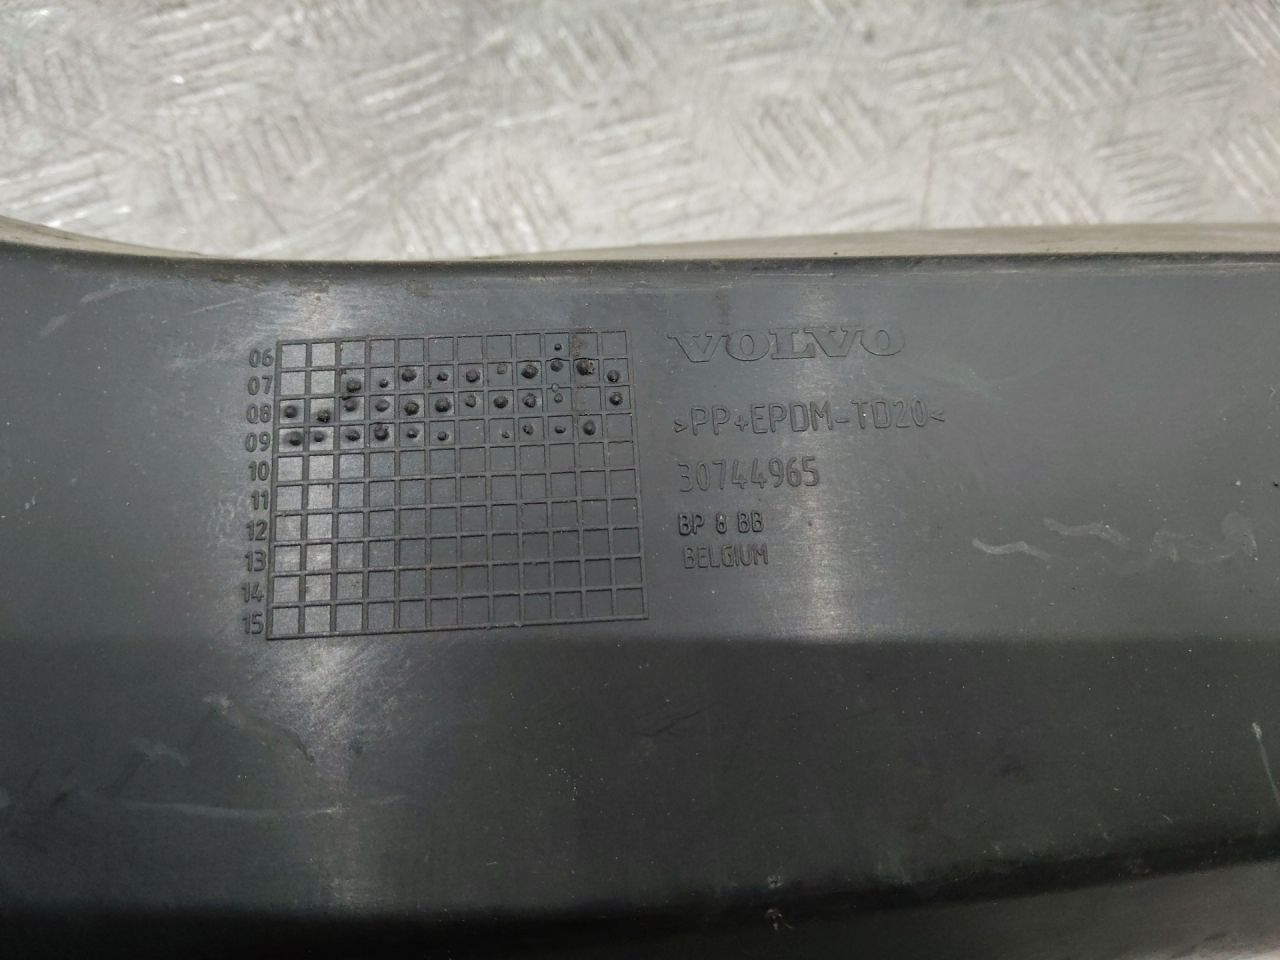 06
07
08
09
10
11
12
13
14
15
VOLVO
>PP+EPDM-TD20<
30744965
BP 8 BB
BELGIUM